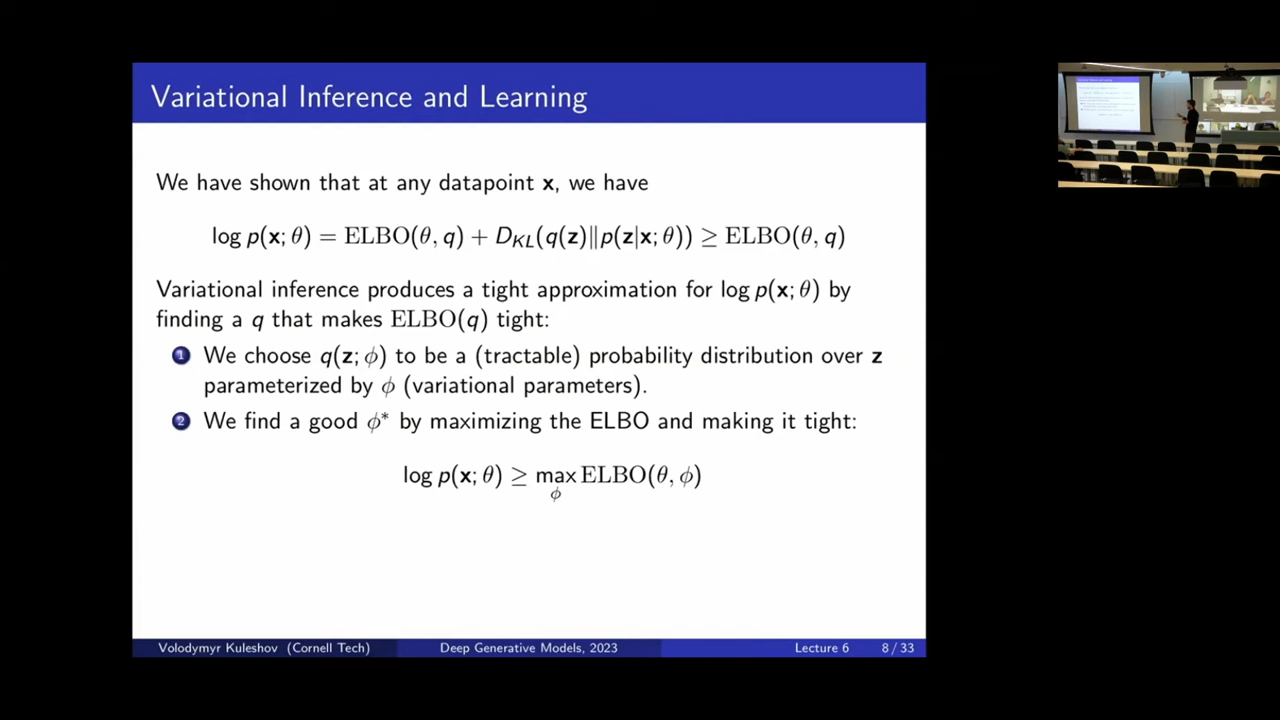 Variational Inference and Learning
We have shown that at any datapoint x, we have
log p(x; θ) = ELBO(θ, q) + D_KL(q(z)‖p(z|x; θ)) ≥ ELBO(θ, q)
Variational inference produces a tight approximation for log p(x; θ) by
finding a q that makes ELBO(q) tight:
1 We choose q(z; ϕ) to be a (tractable) probability distribution over z
parameterized by ϕ (variational parameters).
2 We find a good ϕ* by maximizing the ELBO and making it tight:
log p(x; θ) ≥ max_ϕ ELBO(θ, ϕ)
Volodymyr Kuleshov (Cornell Tech) Deep Generative Models, 2023 Lecture 6 8 / 33